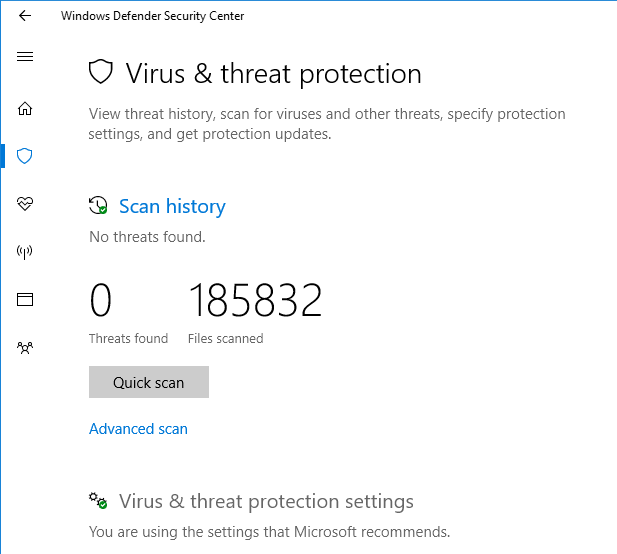 Windows Defender Security Center
Virus & threat protection
View threat history, scan for viruses and other threats, specify protection
settings, and get protection updates.
Scan history
No threats found.
0 185832
Threats found Files scanned
Quick scan
Advanced scan
Virus & threat protection settings
You are using the settings that Microsoft recommends.